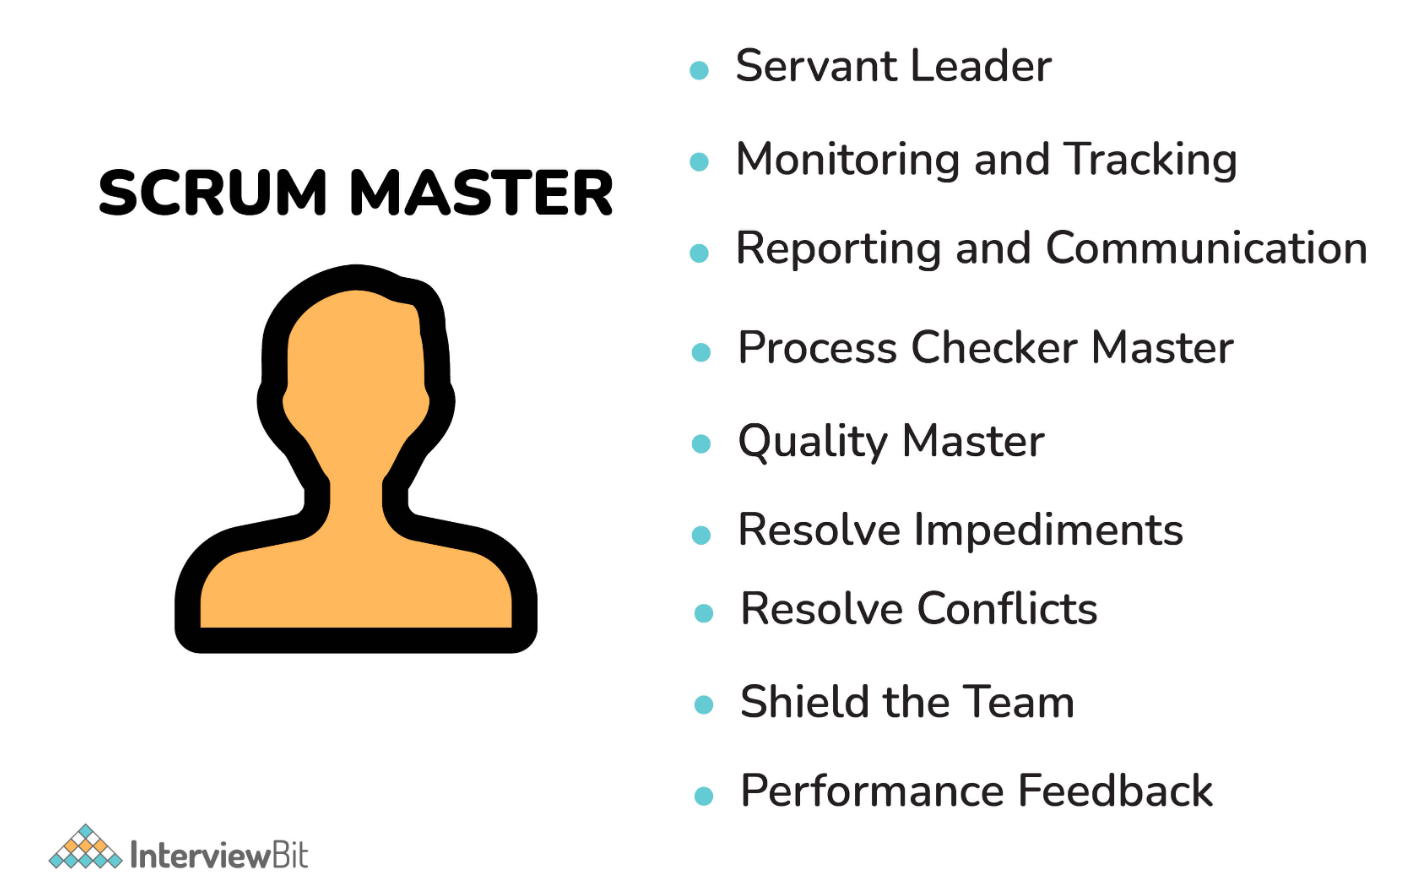 SCRUM MASTER
Servant Leader
Monitoring and Tracking
Reporting and Communication
Process Checker Master
Quality Master
Resolve Impediments
Resolve Conflicts
Shield the Team
Performance Feedback
InterviewBit